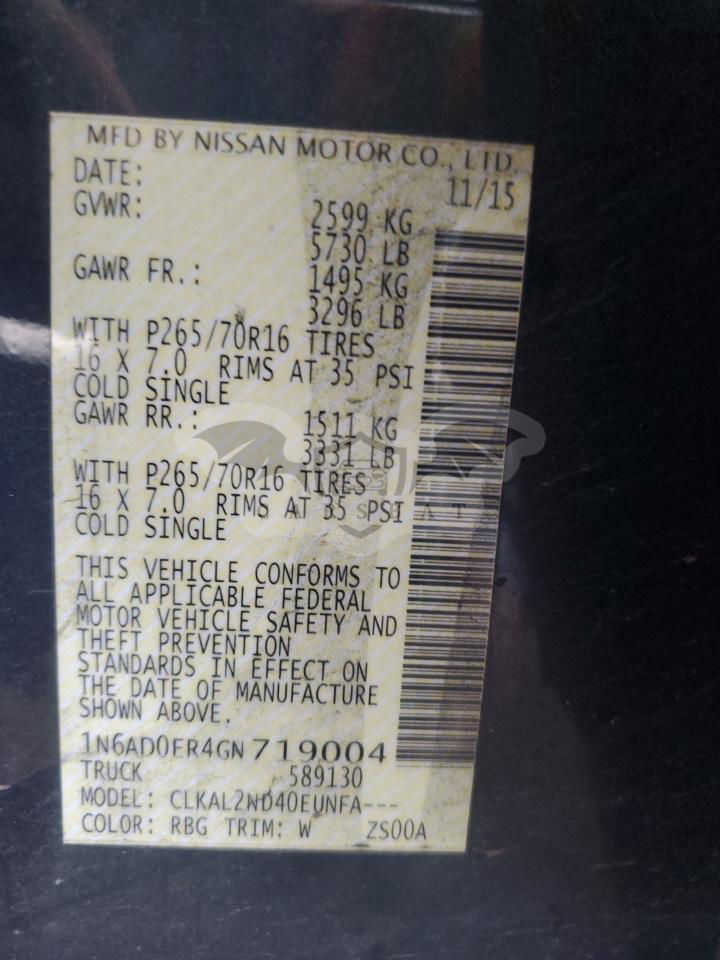 MFD BY NISSAN MOTOR CO., LTD.
DATE: 11/15
GVWR: 2599 KG
5730 LB
GAWR FR.: 1495 KG
3296 LB
WITH P265/70R16 TIRES
16 X 7.0 RIMS AT 35 PSI
COLD SINGLE
GAWR RR.: 1511 KG
3331 LB
WITH P265/70R16 TIRES
16 X 7.0 RIMS AT 35 PSI
COLD SINGLE
THIS VEHICLE CONFORMS TO
ALL APPLICABLE FEDERAL
MOTOR VEHICLE SAFETY AND
THEFT PREVENTION
STANDARDS IN EFFECT ON
THE DATE OF MANUFACTURE
SHOWN ABOVE.
1N6AD0ER4GN719004
TRUCK 589130
MODEL: CLKAL2ND40EUNFA---
COLOR: RBG TRIM: W ZS00A